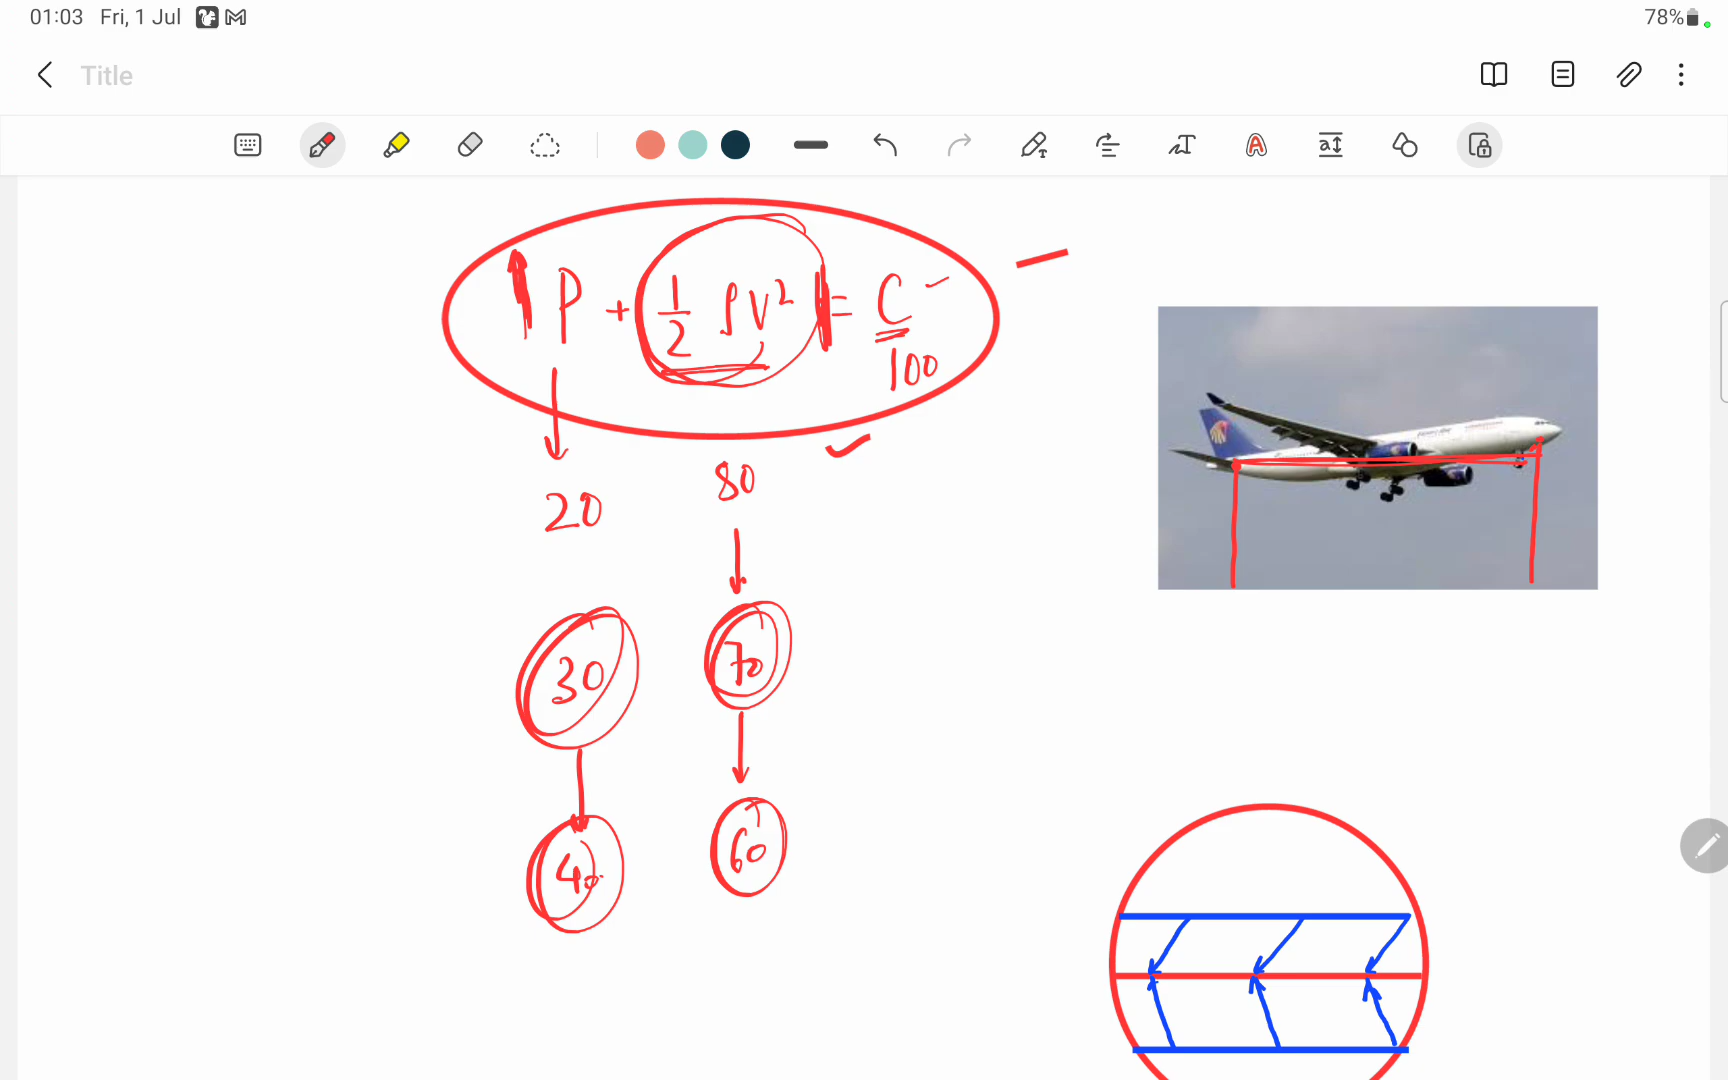 01:03 Fri, 1 Jul 78%
Title
P + 1/2 ρV² = C
100
20 80
30 70
40 60